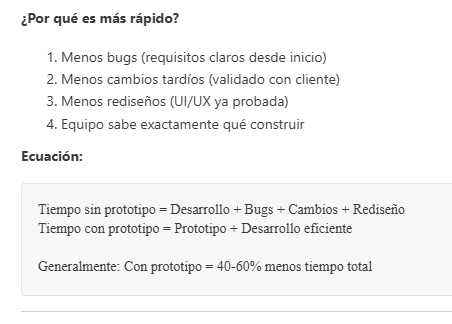 ¿Por qué es más rápido?
1. Menos bugs (requisitos claros desde inicio)
2. Menos cambios tardíos (validado con cliente)
3. Menos rediseños (UI/UX ya probada)
4. Equipo sabe exactamente qué construir
Ecuación:
Tiempo sin prototipo = Desarrollo + Bugs + Cambios + Rediseño
Tiempo con prototipo = Prototipo + Desarrollo eficiente
Generalmente: Con prototipo = 40-60% menos tiempo total